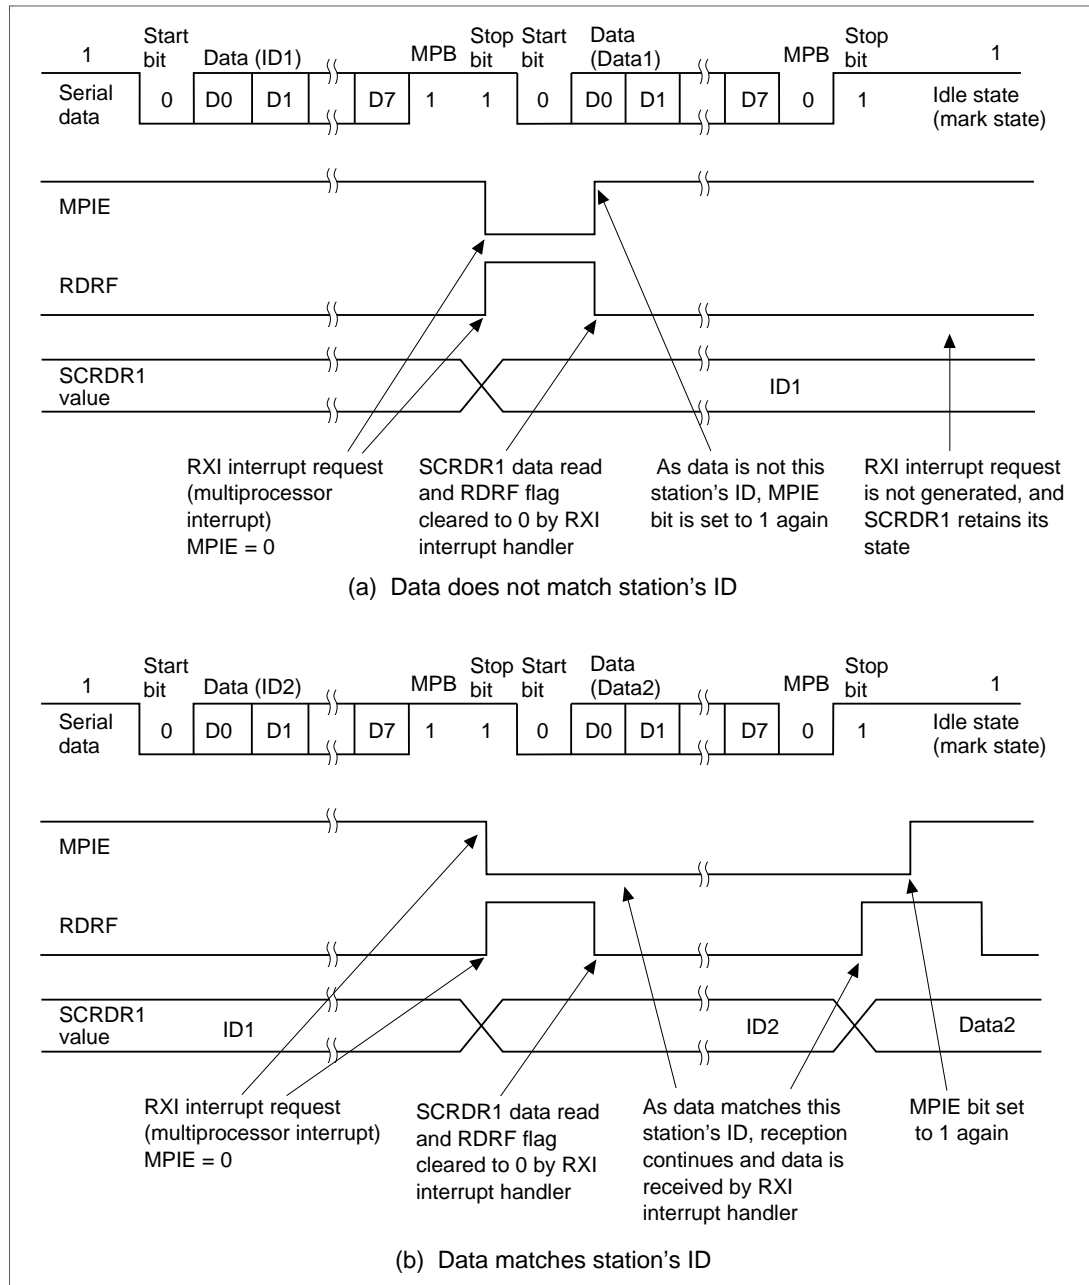 1 Start bit Data (ID1) MPB Stop bit Start bit Data (Data1) MPB Stop bit 1
Serial data 0 D0 D1 D7 1 1 0 D0 D1 D7 0 1 Idle state (mark state)
MPIE
RDRF
SCRDR1 value
ID1
RXI interrupt request
(multiprocessor
interrupt)
MPIE = 0
SCRDR1 data read
and RDRF flag
cleared to 0 by RXI
interrupt handler
As data is not this
station's ID, MPIE
bit is set to 1 again
RXI interrupt request
is not generated, and
SCRDR1 retains its
state
(a) Data does not match station's ID
1 Start bit Data (ID2) MPB Stop bit Start bit Data (Data2) MPB Stop bit 1
Serial data 0 D0 D1 D7 1 1 0 D0 D1 D7 0 1 Idle state (mark state)
MPIE
RDRF
SCRDR1 value
ID1 ID2 Data2
RXI interrupt request
(multiprocessor interrupt)
MPIE = 0
SCRDR1 data read
and RDRF flag
cleared to 0 by RXI
interrupt handler
As data matches this
station's ID, reception
continues and data is
received by RXI
interrupt handler
MPIE bit set
to 1 again
(b) Data matches station's ID